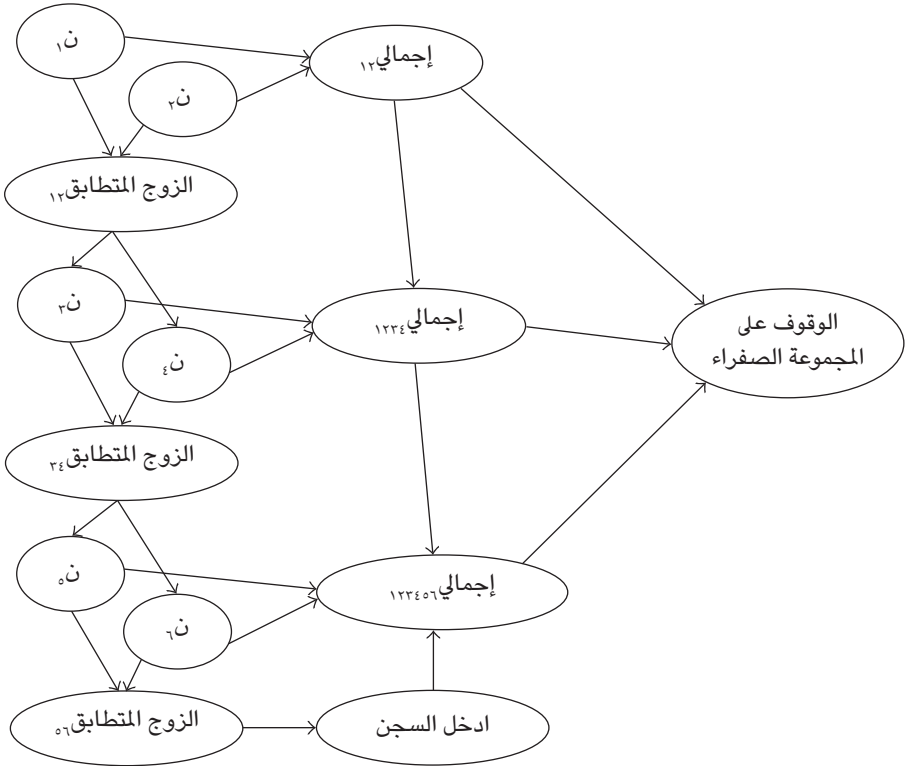 ن١
إجمالي١٢
ن٢
الزوج المتطابق١٢
ن٣
إجمالي١٢٣٤
الوقوف على
المجموعة الصفراء
ن٤
الزوج المتطابق٣٤
ن٥
إجمالي١٢٣٤٥٦
ن٦
الزوج المتطابق٥٦
ادخل السجن